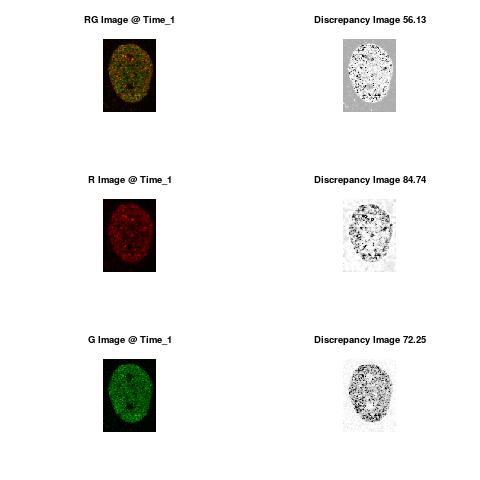 RG Image @ Time_1
Discrepancy Image 56.13
R Image @ Time_1
Discrepancy Image 84.74
G Image @ Time_1
Discrepancy Image 72.25